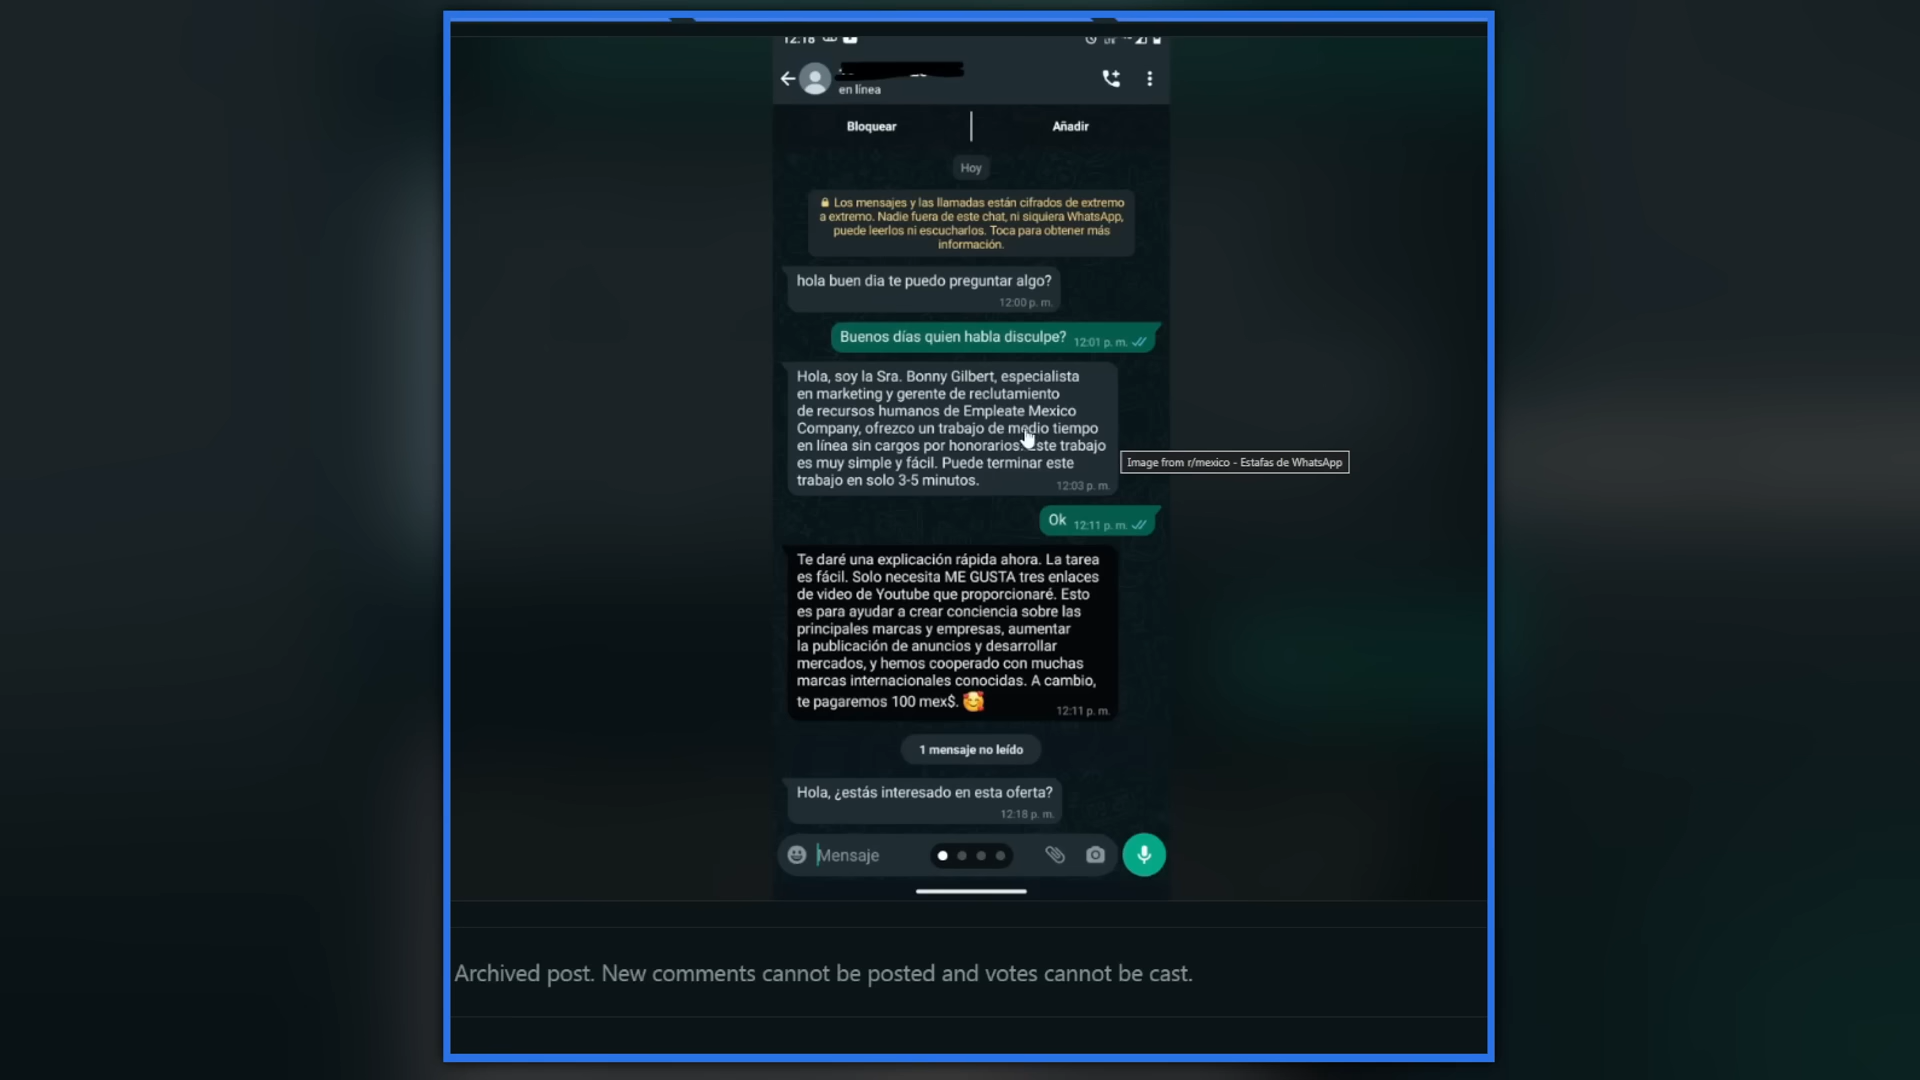 12:18
LTE
en línea
Bloquear
Añadir
Hoy
Los mensajes y las llamadas están cifrados de extremo
a extremo. Nadie fuera de este chat, ni siquiera WhatsApp,
puede leerlos ni escucharlos. Toca para obtener más
información.
hola buen dia te puedo preguntar algo?
12:00 p. m.
Buenos días quien habla disculpe? 12:01 p. m.
Hola, soy la Sra. Bonny Gilbert, especialista
en marketing y gerente de reclutamiento
de recursos humanos de Empleate Mexico
Company, ofrezco un trabajo de medio tiempo
en línea sin cargos por honorarios. Este trabajo
es muy simple y fácil. Puede terminar este
trabajo en solo 3-5 minutos.
12:03 p. m.
Image from r/mexico - Estafas de WhatsApp
Ok 12:11 p. m.
Te daré una explicación rápida ahora. La tarea
es fácil. Solo necesita ME GUSTA tres enlaces
de video de Youtube que proporcionaré. Esto
es para ayudar a crear conciencia sobre las
principales marcas y empresas, aumentar
la publicación de anuncios y desarrollar
mercados, y hemos cooperado con muchas
marcas internacionales conocidas. A cambio,
te pagaremos 100 mex$. 🥰
12:11 p. m.
1 mensaje no leído
Hola, ¿estás interesado en esta oferta?
12:18 p. m.
Mensaje
Archived post. New comments cannot be posted and votes cannot be cast.